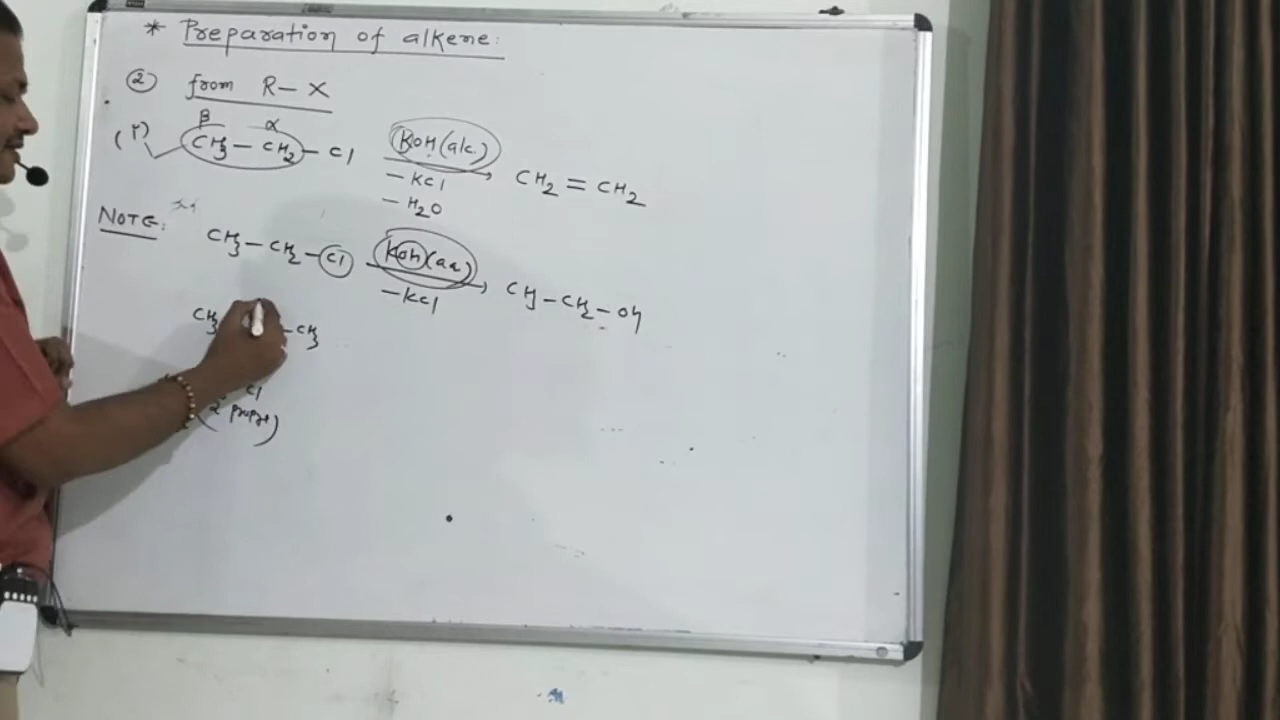 * Preparation of alkene:
② from R – X
β α
(i) CH3 – CH2 – Cl KOH(alc) CH2 = CH2
– KCl
– H2O
NOTE:
CH3 – CH2 – Cl KOH(aq) CH3 – CH2 – OH
– KCl
CH3 – CH3
Cl
(2